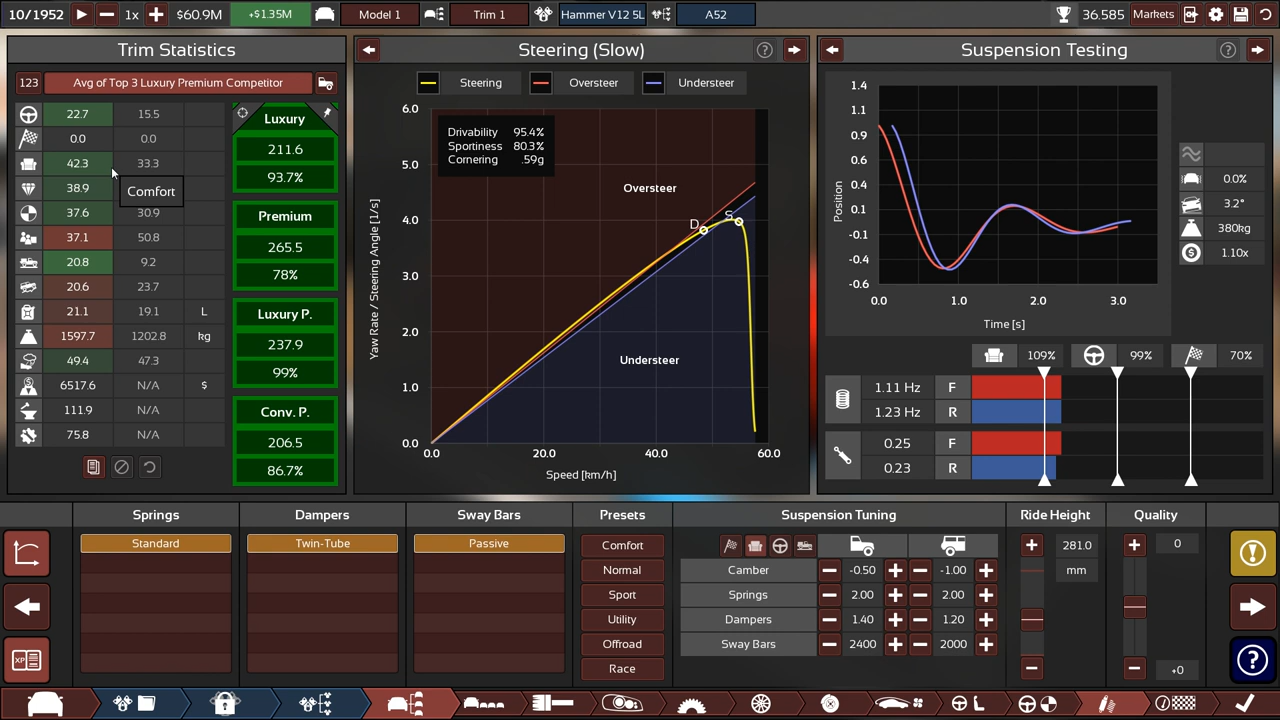 10/1952
1x
$60.9M
+$1.35M
Model 1
Trim 1
Hammer V12 5L
A52
36.585
Markets
Trim Statistics
123
Avg of Top 3 Luxury Premium Competitor
22.7 15.5
0.0 0.0
42.3 33.3
38.9
Comfort
37.6 30.9
37.1 50.8
20.8 9.2
20.6 23.7
21.1 19.1 L
1597.7 1202.8 kg
49.4 47.3
6517.6 N/A $
111.9 N/A
75.8 N/A
Luxury
211.6
93.7%
Premium
265.5
78%
Luxury P.
237.9
99%
Conv. P.
206.5
86.7%
Steering (Slow)
?
Steering
Oversteer
Understeer
Drivability 95.4%
Sportiness 80.3%
Cornering .59g
Oversteer
D
S
Understeer
6.0
5.0
4.0
3.0
2.0
1.0
0.0
Yaw Rate / Steering Angle [1/s]
0.0 20.0 40.0 60.0
Speed [km/h]
Suspension Testing
?
1.4
1.1
0.9
0.6
0.4
0.1
-0.1
-0.4
-0.6
Position
0.0 1.0 2.0 3.0
Time [s]
0.0%
3.2°
380kg
1.10x
109%
99%
70%
1.11 Hz F
1.23 Hz R
0.25 F
0.23 R
Springs
Standard
Dampers
Twin-Tube
Sway Bars
Passive
Presets
Comfort
Normal
Sport
Utility
Offroad
Race
Suspension Tuning
Camber - -0.50 + - -1.00 +
Springs - 2.00 + - 2.00 +
Dampers - 1.40 + - 1.20 +
Sway Bars - 2400 + - 2000 +
Ride Height
+ 281.0
mm
-
Quality
+ 0
- +0
XP
?